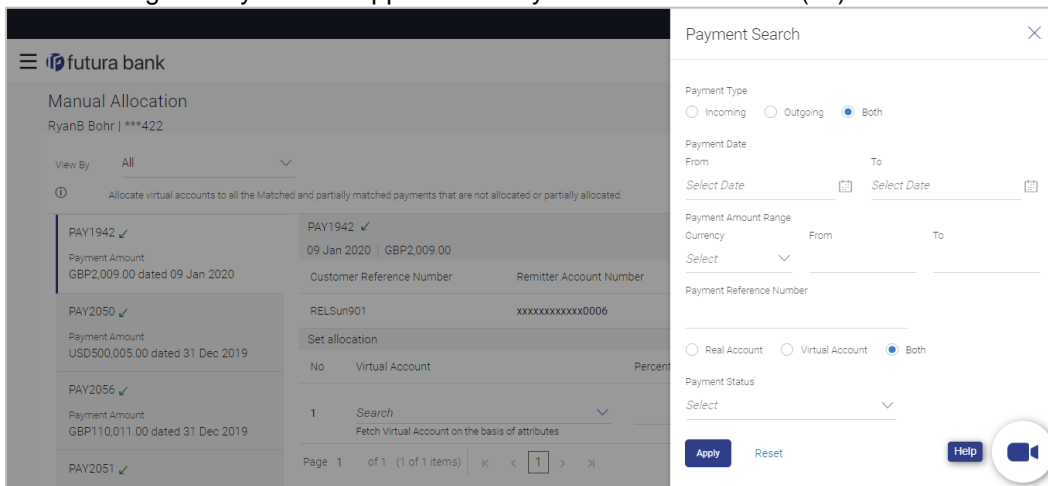 futura bank
Manual Allocation
RyanB Bohr | ***422
View By All
Allocate virtual accounts to all the Matched and partially matched payments that are not allocated or partially allocated.
PAY1942
Payment Amount
GBP2,009.00 dated 09 Jan 2020
PAY2050
Payment Amount
USD500,005.00 dated 31 Dec 2019
PAY2056
Payment Amount
GBP110,011.00 dated 31 Dec 2019
PAY2051
PAY1942
09 Jan 2020 | GBP2,009.00
Customer Reference Number Remitter Account Number
RELSun901 xxxxxxxxxxxx0006
Set allocation
No Virtual Account Percent
1 Search
Fetch Virtual Account on the basis of attributes
Page 1 of 1 (1 of 1 items) 1
Payment Search
Payment Type
Incoming Outgoing Both
Payment Date
From To
Select Date Select Date
Payment Amount Range
Currency From To
Select
Payment Reference Number
Real Account Virtual Account Both
Payment Status
Select
Apply Reset
Help